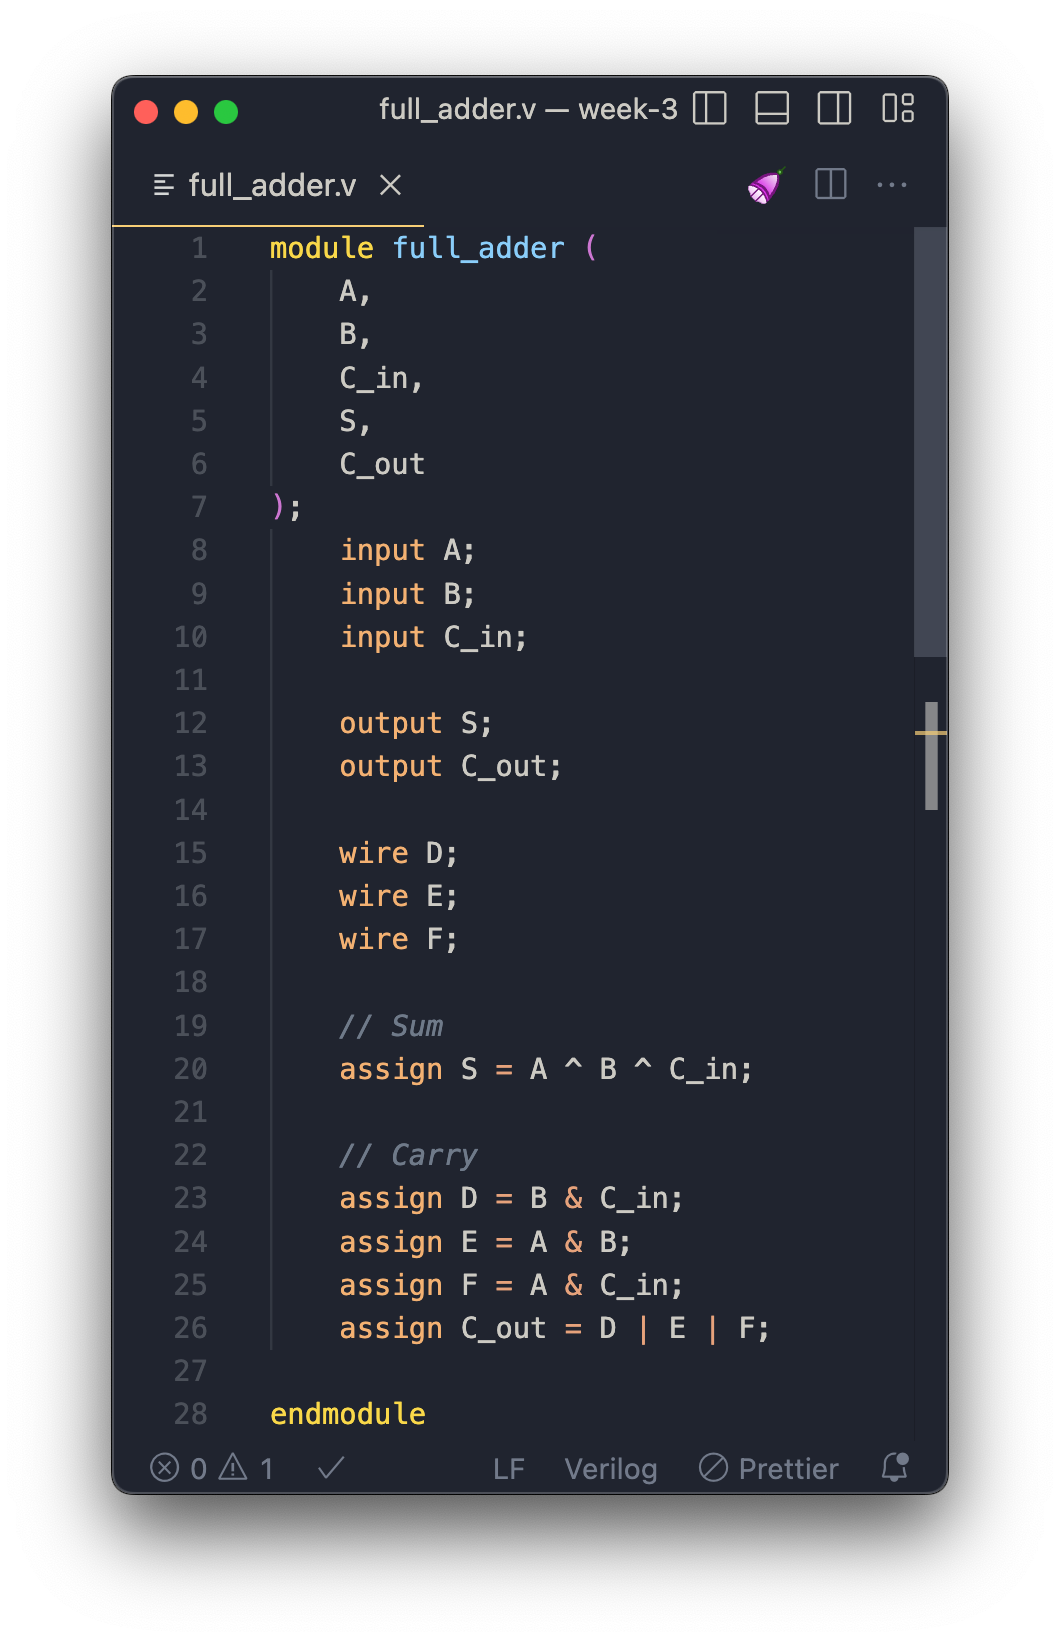 full_adder.v — week-3
full_adder.v
1 module full_adder (
2     A,
3     B,
4     C_in,
5     S,
6     C_out
7 );
8     input A;
9     input B;
10     input C_in;
11
12     output S;
13     output C_out;
14
15     wire D;
16     wire E;
17     wire F;
18
19     // Sum
20     assign S = A ^ B ^ C_in;
21
22     // Carry
23     assign D = B & C_in;
24     assign E = A & B;
25     assign F = A & C_in;
26     assign C_out = D | E | F;
27
28 endmodule
0 1 LF Verilog Prettier